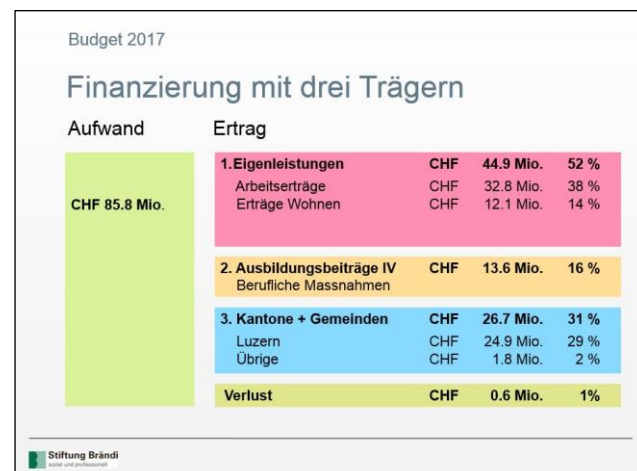 Budget 2017
Finanzierung mit drei Trägern
Aufwand Ertrag
CHF 85.8 Mio.
1.Eigenleistungen CHF 44.9 Mio. 52 %
Arbeitserträge CHF 32.8 Mio. 38 %
Erträge Wohnen CHF 12.1 Mio. 14 %
2. Ausbildungsbeiträge IV CHF 13.6 Mio. 16 %
Berufliche Massnahmen
3. Kantone + Gemeinden CHF 26.7 Mio. 31 %
Luzern CHF 24.9 Mio. 29 %
Übrige CHF 1.8 Mio. 2 %
Verlust CHF 0.6 Mio. 1%
Stiftung Brändi
sozial und professionell